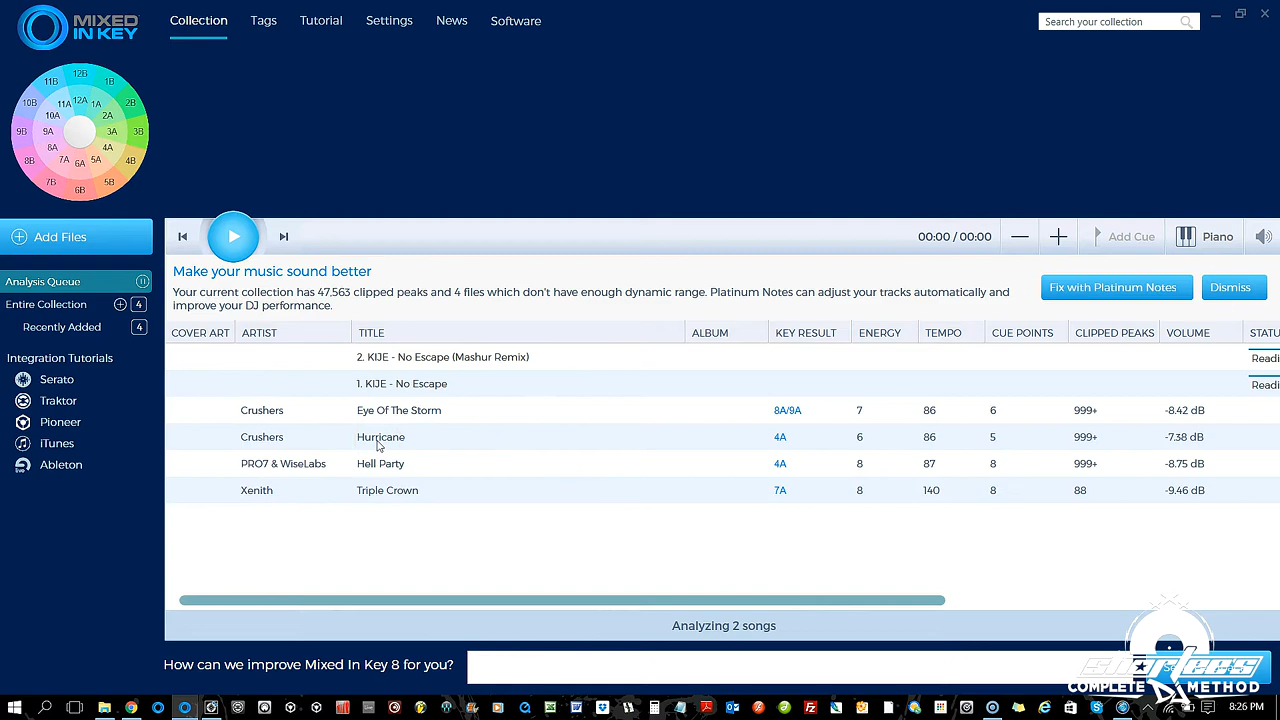 MIXED
IN KEY
Collection
Tags
Tutorial
Settings
News
Software
Search your collection
12B
1B
2B
3B
4B
5B
6B
7B
8B
9B
10B
11B
12A
1A
2A
3A
4A
5A
6A
7A
8A
9A
10A
11A
Add Files
Analysis Queue
Entire Collection 4
Recently Added 4
Integration Tutorials
Serato
Traktor
Pioneer
iTunes
Ableton
00:00 / 00:00
Add Cue
Piano
Make your music sound better
Your current collection has 47,563 clipped peaks and 4 files which don't have enough dynamic range. Platinum Notes can adjust your tracks automatically and
improve your DJ performance.
Fix with Platinum Notes
Dismiss
COVER ART ARTIST TITLE ALBUM KEY RESULT ENERGY TEMPO CUE POINTS CLIPPED PEAKS VOLUME STATU
2. KIJE - No Escape (Mashur Remix) Readi
1. KIJE - No Escape Readi
Crushers Eye Of The Storm 8A/9A 7 86 6 999+ -8.42 dB
Crushers Hurricane 4A 6 86 5 999+ -7.38 dB
PRO7 & WiseLabs Hell Party 4A 8 87 8 999+ -8.75 dB
Xenith Triple Crown 7A 8 140 8 88 -9.46 dB
Analyzing 2 songs
How can we improve Mixed In Key 8 for you?
COMPLETE METHOD
8:26 PM